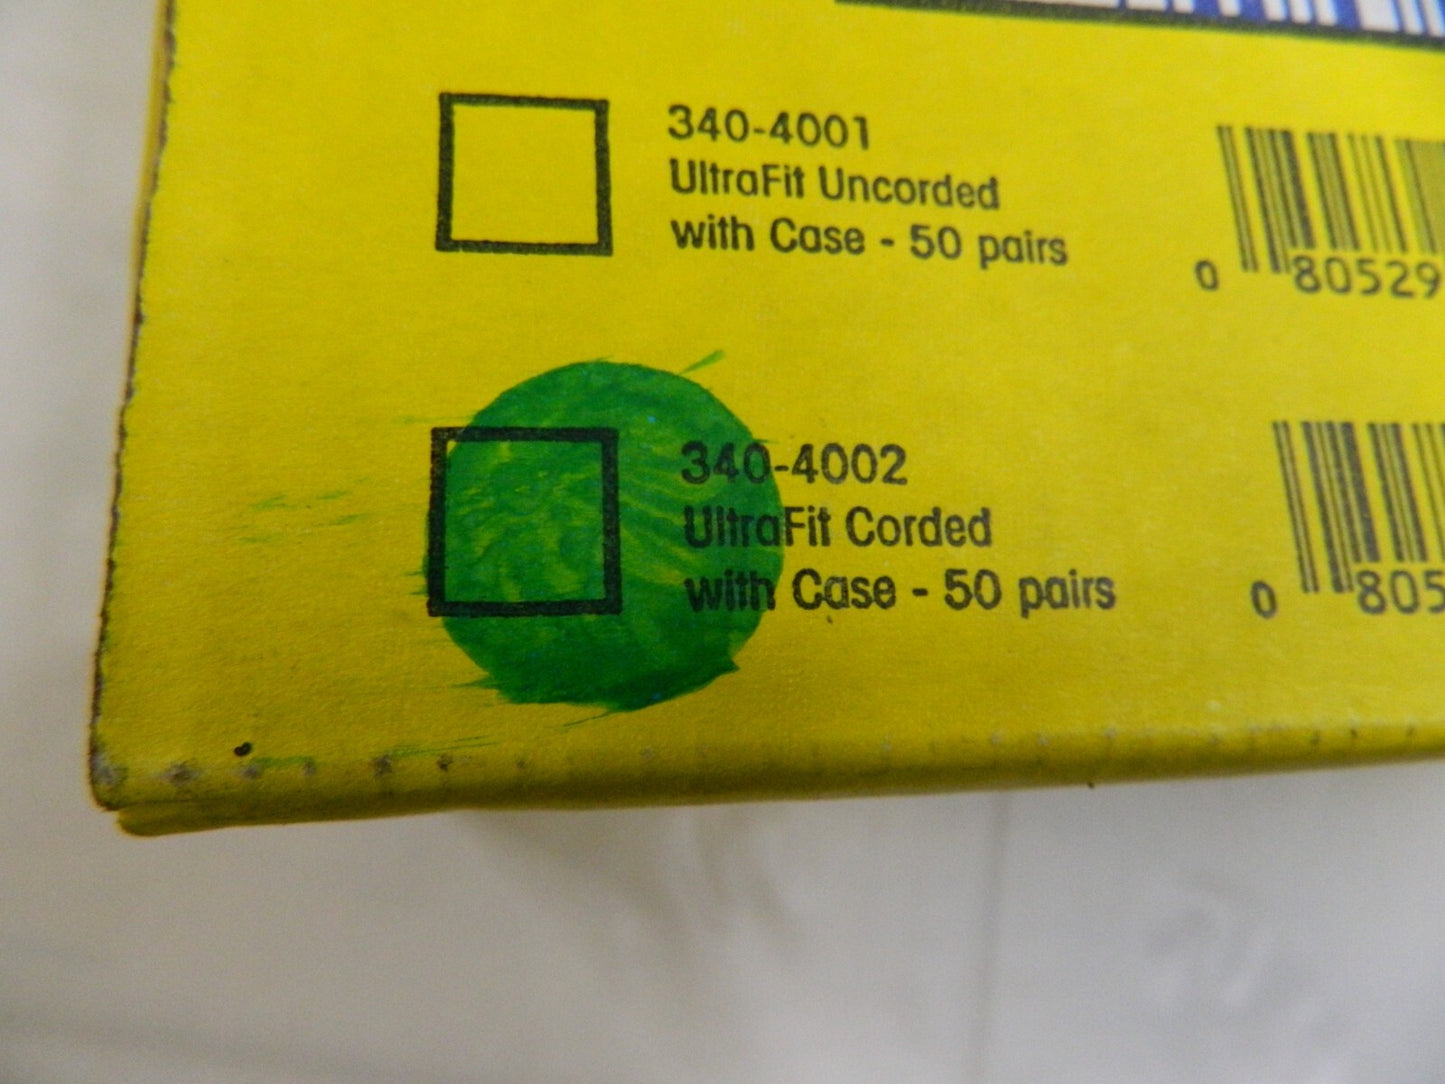 340-4001
UltraFit Uncorded
with Case - 50 pairs
0 80529
340-4002
UltraFit Corded
with Case - 50 pairs
0 805